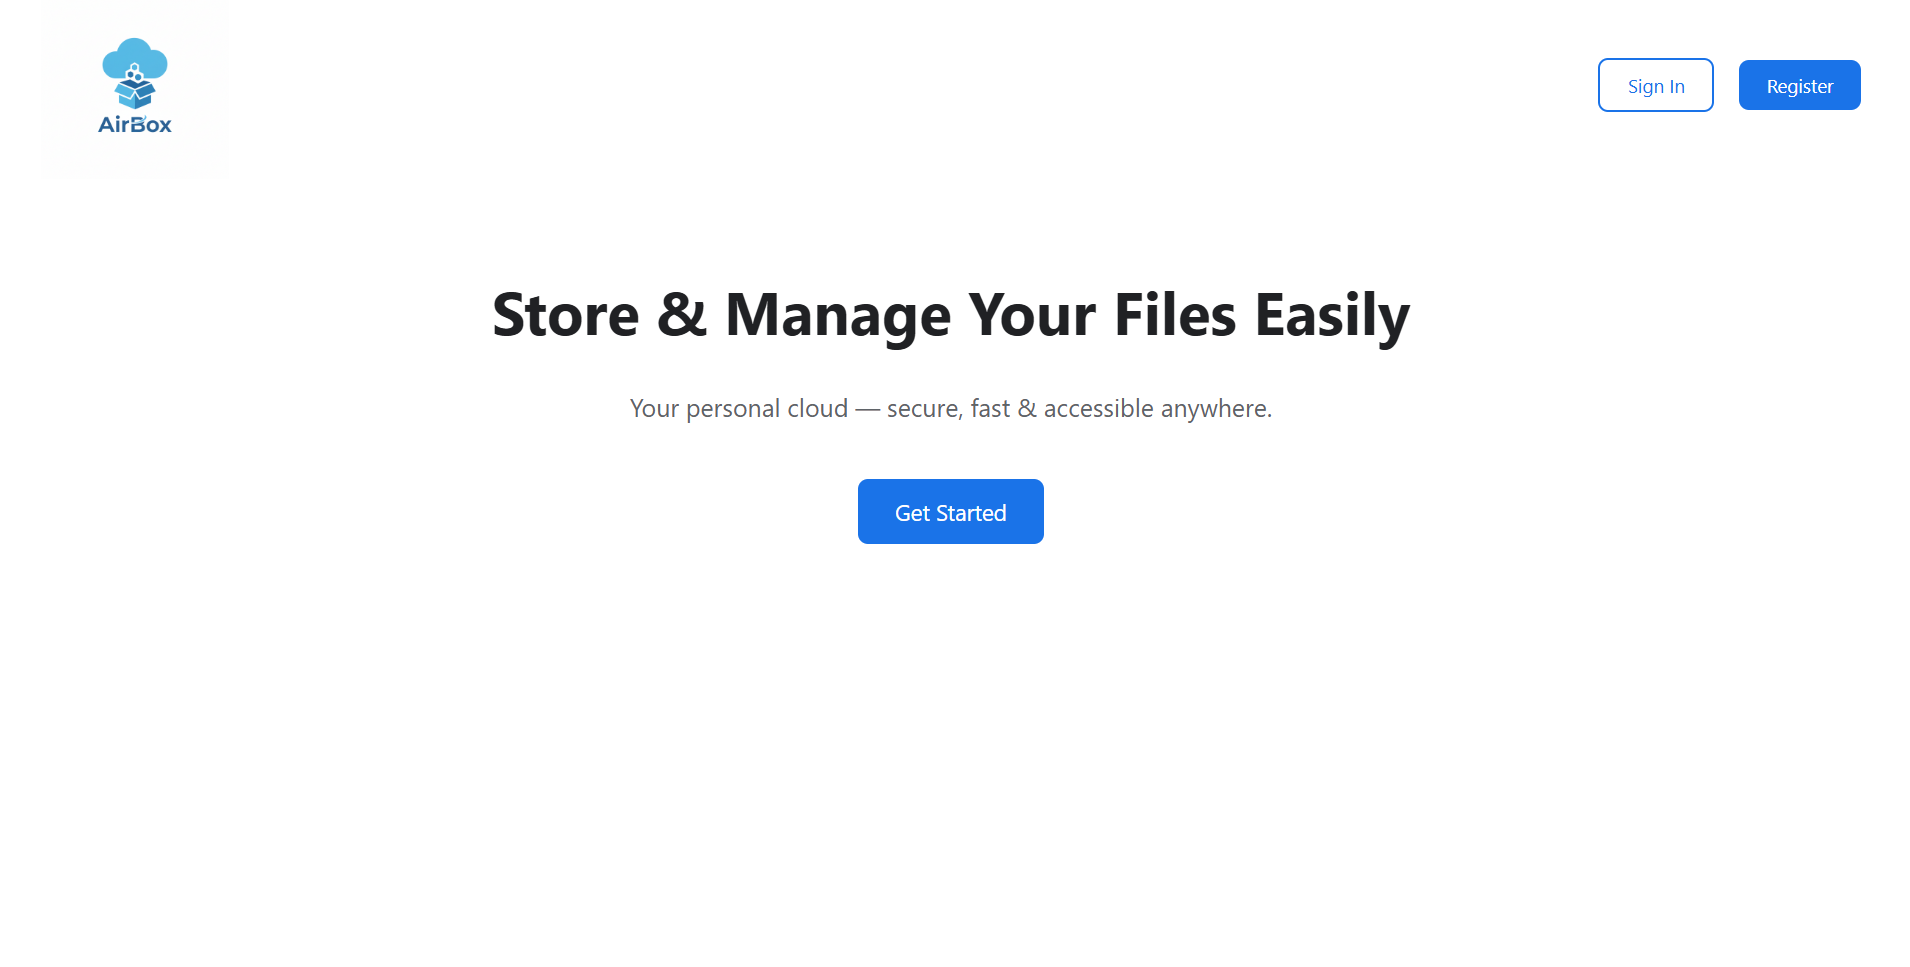 AirBox
Sign In
Register
Store & Manage Your Files Easily
Your personal cloud — secure, fast & accessible anywhere.
Get Started